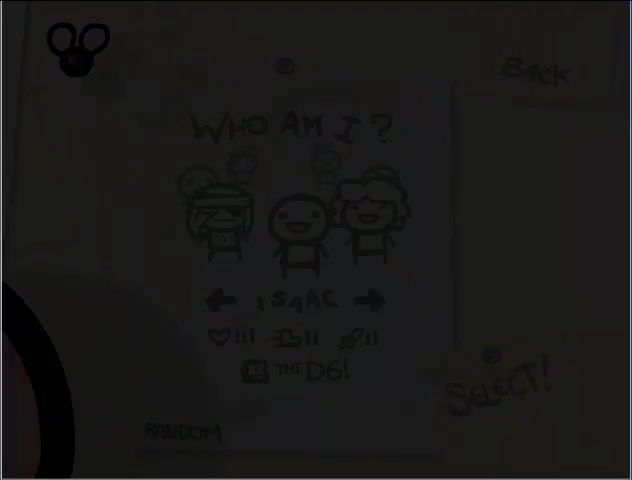 BACK
WHO AM I?
ISAAC
THE D6!
SELECT!
RANDOM